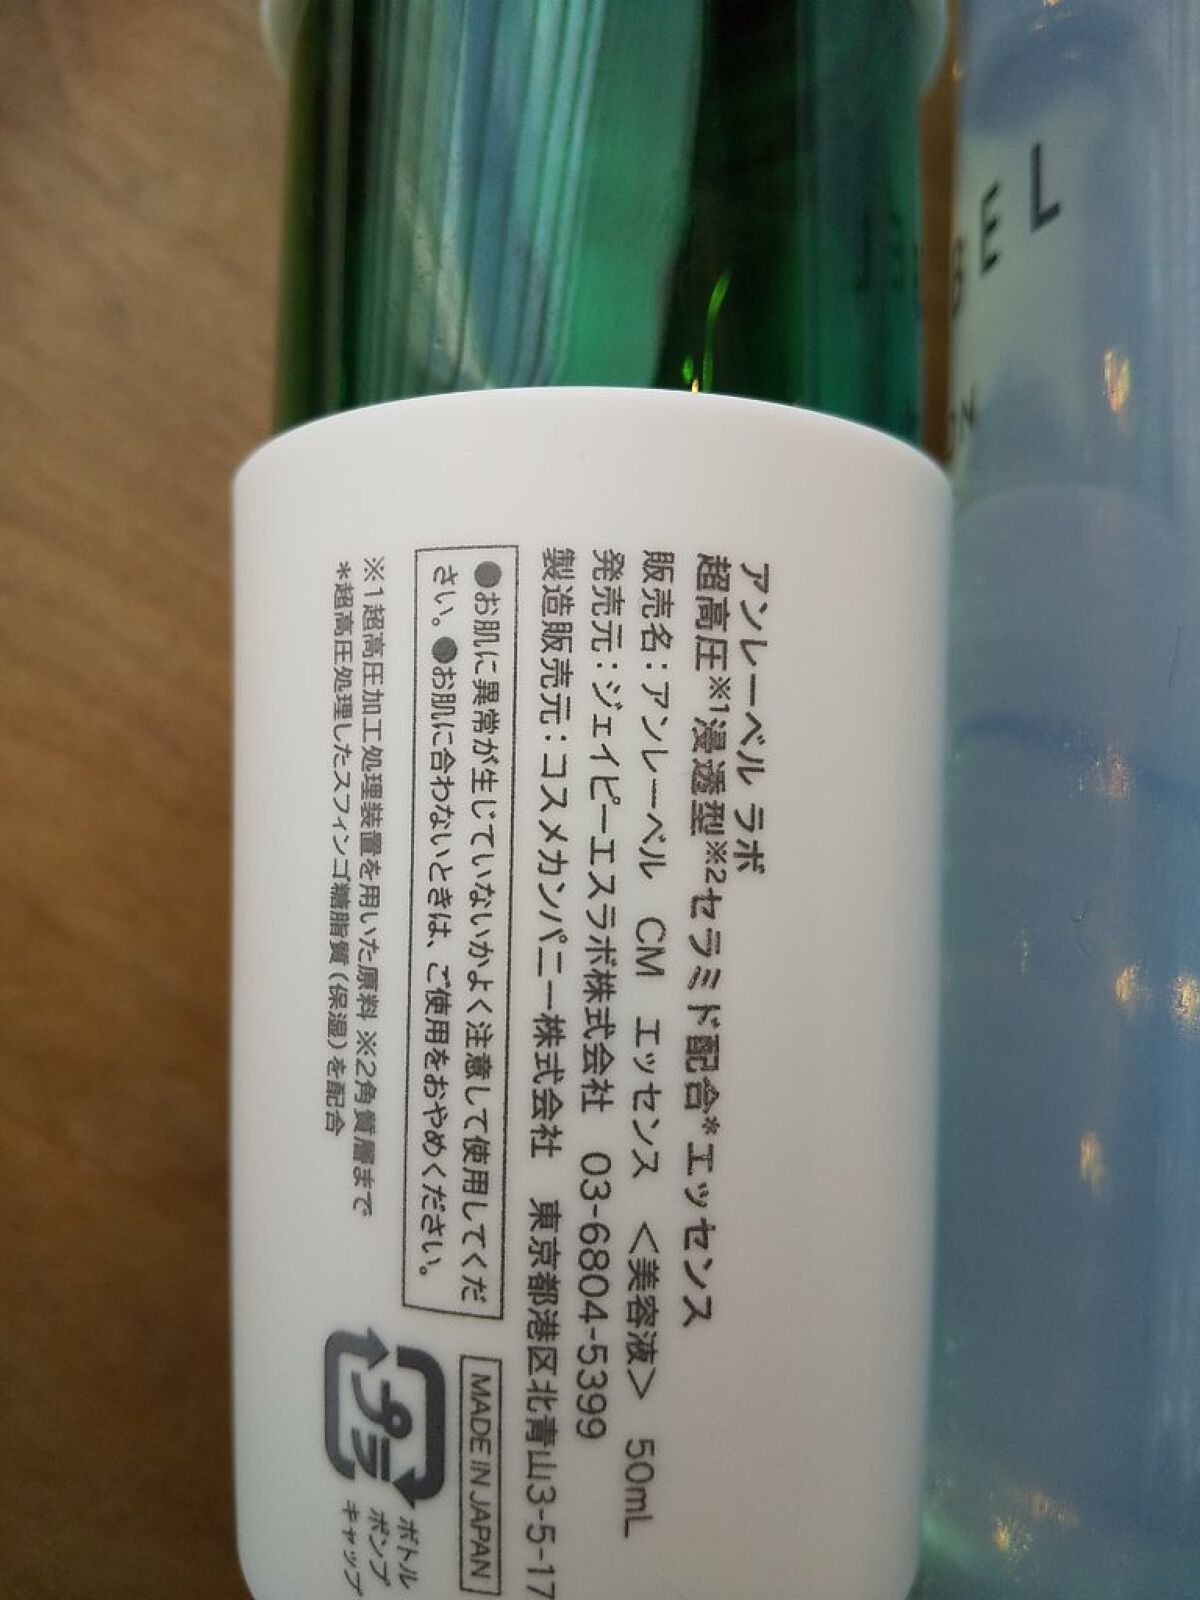 アンレーベル ラボ
超高圧※1浸透型※2セラミド配合*エッセンス
販売名：アンレーベル CM エッセンス 〈美容液〉 50mL
発売元：ジェイピーエスラボ株式会社 03-6804-5399
製造販売元：コスメカンパニー株式会社 東京都港区北青山3-5-17
●お肌に異常が生じていないかよく注意して使用してくだ
さい。●お肌に合わないときは、ご使用をおやめください。
MADE IN JAPAN
※1超高圧加工処理装置を用いた原料 ※2角質層まで
*超高圧処理したスフィンゴ糖脂質(保湿)を配合
プラ
ボトル
ポンプ
キャップ
BEL